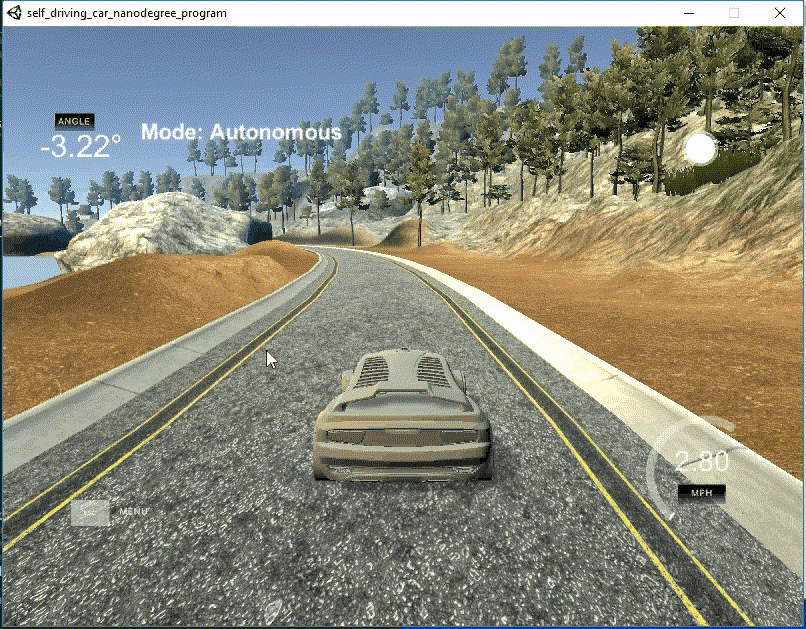 self_driving_car_nanodegree_program
ANGLE
-3.22°
Mode: Autonomous
2.80
MPH
MENU